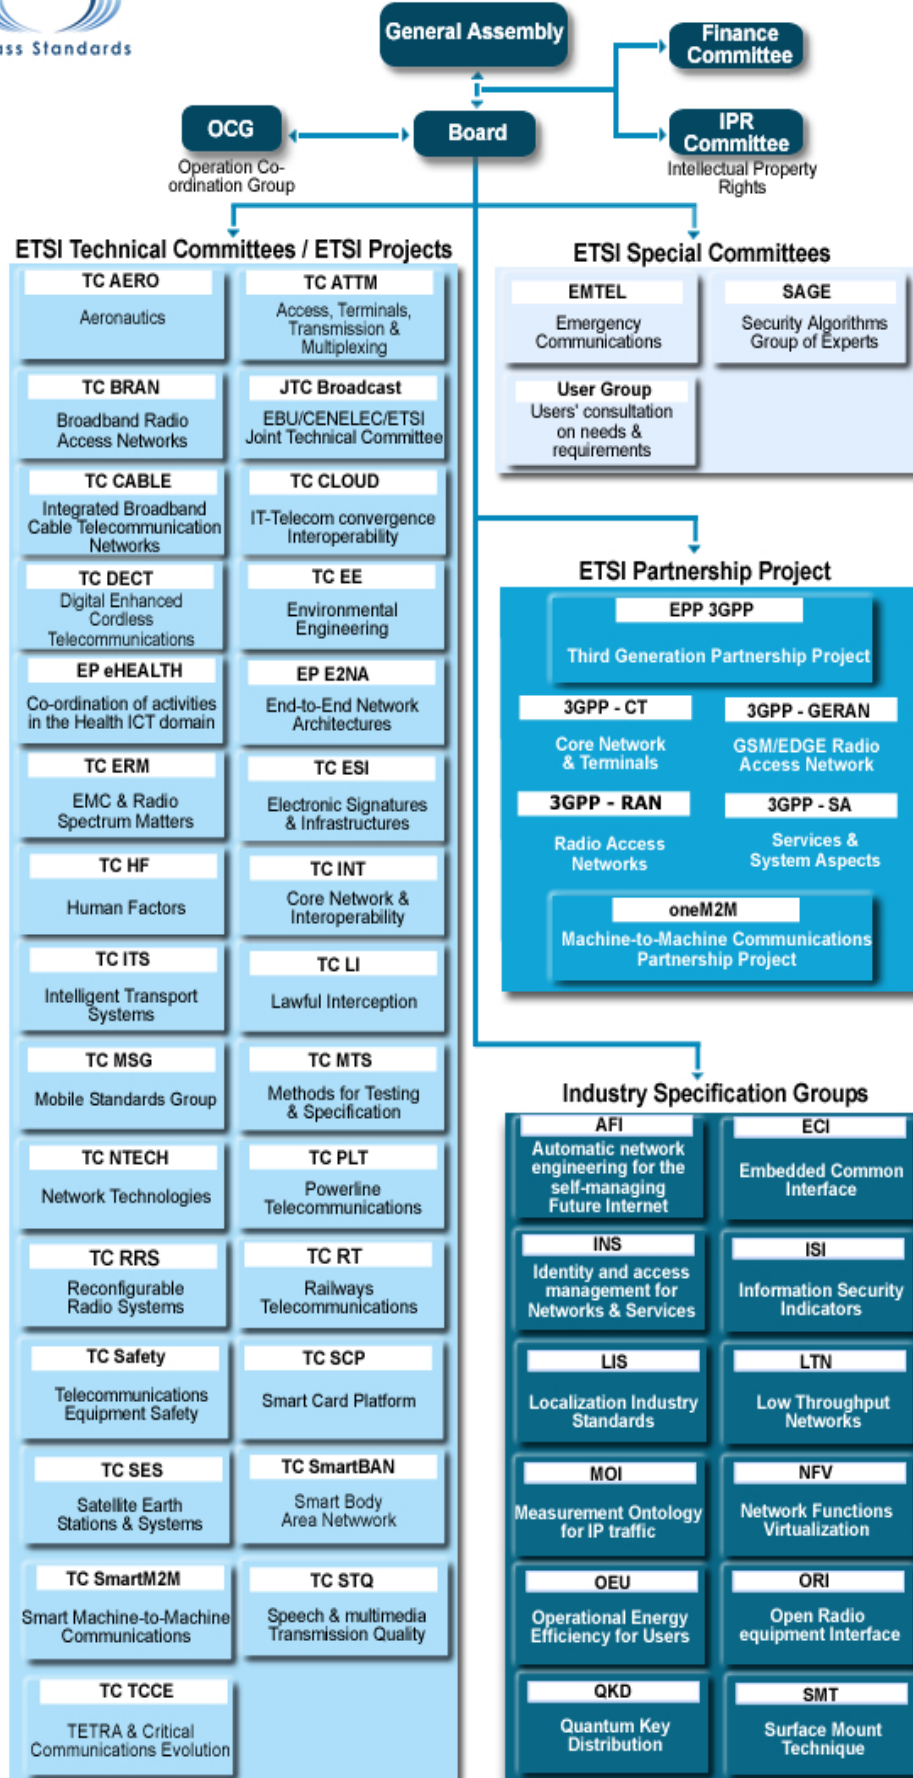 ass Standards
General Assembly
Finance
Committee
OCG
Board
IPR
Committee
Operation Co-
ordination Group
Intellectual Property
Rights
ETSI Technical Committees / ETSI Projects
TC AERO
Aeronautics
TC ATTM
Access, Terminals,
Transmission &
Multiplexing
TC BRAN
Broadband Radio
Access Networks
JTC Broadcast
EBU/CENELEC/ETSI
Joint Technical Committee
TC CABLE
Integrated Broadband
Cable Telecommunication
Networks
TC CLOUD
IT-Telecom convergence
Interoperability
TC DECT
Digital Enhanced
Cordless
Telecommunications
TC EE
Environmental
Engineering
EP eHEALTH
Co-ordination of activities
in the Health ICT domain
EP E2NA
End-to-End Network
Architectures
TC ERM
EMC & Radio
Spectrum Matters
TC ESI
Electronic Signatures
& Infrastructures
TC HF
Human Factors
TC INT
Core Network &
Interoperability
TC ITS
Intelligent Transport
Systems
TC LI
Lawful Interception
TC MSG
Mobile Standards Group
TC MTS
Methods for Testing
& Specification
TC NTECH
Network Technologies
TC PLT
Powerline
Telecommunications
TC RRS
Reconfigurable
Radio Systems
TC RT
Railways
Telecommunications
TC Safety
Telecommunications
Equipment Safety
TC SCP
Smart Card Platform
TC SES
Satellite Earth
Stations & Systems
TC SmartBAN
Smart Body
Area Netwwork
TC SmartM2M
Smart Machine-to-Machine
Communications
TC STQ
Speech & multimedia
Transmission Quality
TC TCCE
TETRA & Critical
Communications Evolution
ETSI Special Committees
EMTEL
Emergency
Communications
SAGE
Security Algorithms
Group of Experts
User Group
Users' consultation
on needs &
requirements
ETSI Partnership Project
EPP 3GPP
Third Generation Partnership Project
3GPP - CT
Core Network
& Terminals
3GPP - GERAN
GSM/EDGE Radio
Access Network
3GPP - RAN
Radio Access
Networks
3GPP - SA
Services &
System Aspects
oneM2M
Machine-to-Machine Communications
Partnership Project
Industry Specification Groups
AFI
Automatic network
engineering for the
self-managing
Future Internet
ECI
Embedded Common
Interface
INS
Identity and access
management for
Networks & Services
ISI
Information Security
Indicators
LIS
Localization Industry
Standards
LTN
Low Throughput
Networks
MOI
Measurement Ontology
for IP traffic
NFV
Network Functions
Virtualization
OEU
Operational Energy
Efficiency for Users
ORI
Open Radio
equipment Interface
QKD
Quantum Key
Distribution
SMT
Surface Mount
Technique